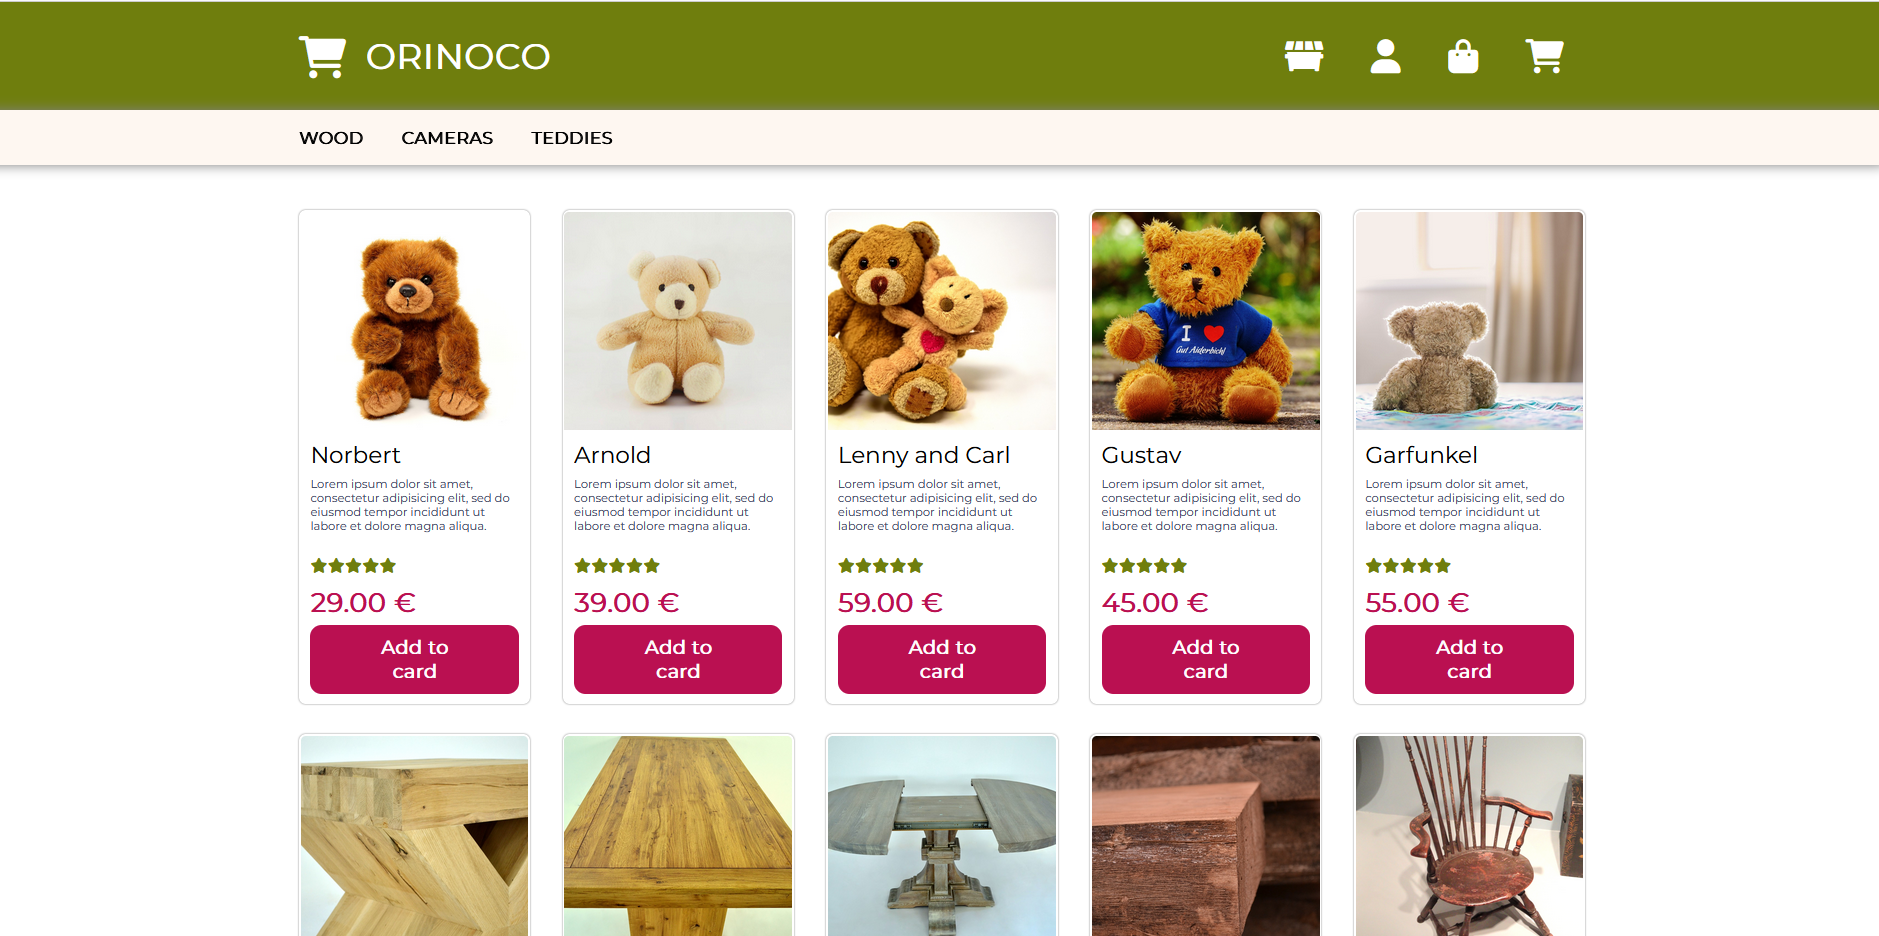 ORINOCO
WOOD CAMERAS TEDDIES
I
Gut Aiderbichl
Norbert
Lorem ipsum dolor sit amet,
consectetur adipisicing elit, sed do
eiusmod tempor incididunt ut
labore et dolore magna aliqua.
29.00 €
Add to
card
Arnold
Lorem ipsum dolor sit amet,
consectetur adipisicing elit, sed do
eiusmod tempor incididunt ut
labore et dolore magna aliqua.
39.00 €
Add to
card
Lenny and Carl
Lorem ipsum dolor sit amet,
consectetur adipisicing elit, sed do
eiusmod tempor incididunt ut
labore et dolore magna aliqua.
59.00 €
Add to
card
Gustav
Lorem ipsum dolor sit amet,
consectetur adipisicing elit, sed do
eiusmod tempor incididunt ut
labore et dolore magna aliqua.
45.00 €
Add to
card
Garfunkel
Lorem ipsum dolor sit amet,
consectetur adipisicing elit, sed do
eiusmod tempor incididunt ut
labore et dolore magna aliqua.
55.00 €
Add to
card